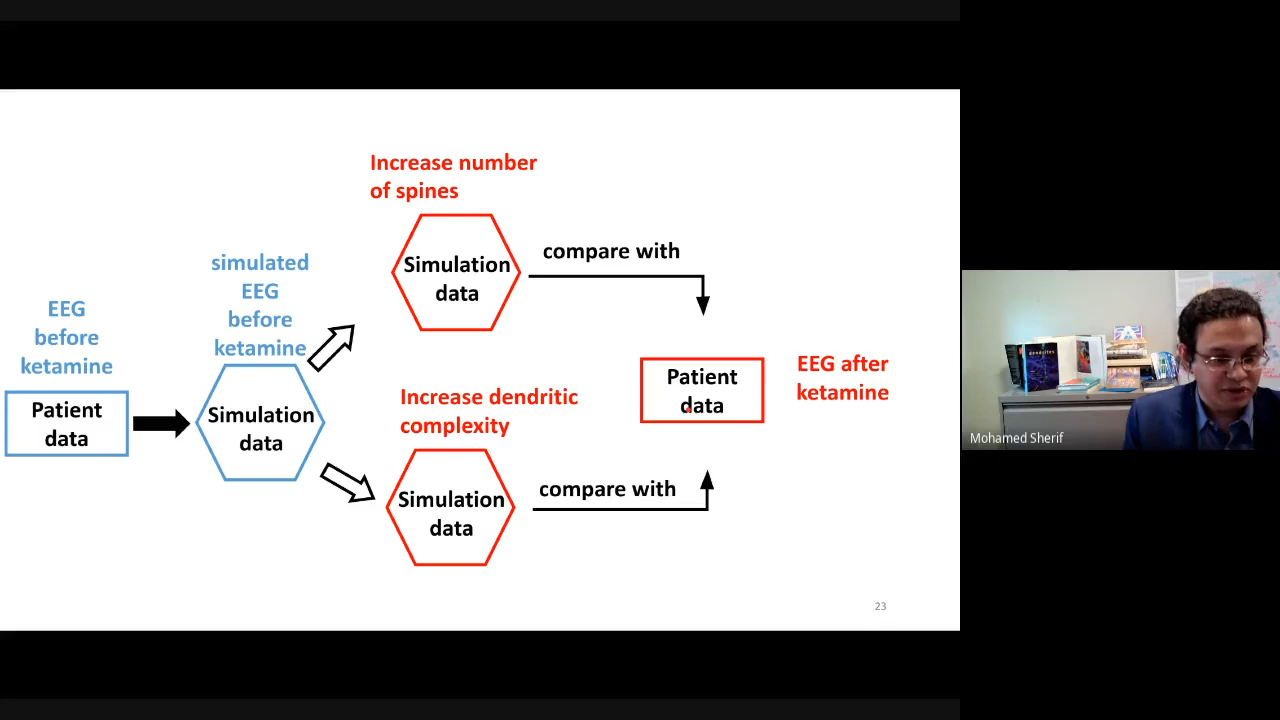 Increase number
of spines
Simulation
data
compare with
simulated
EEG
before
ketamine
EEG
before
ketamine
Patient
data
Simulation
data
Increase dendritic
complexity
Simulation
data
compare with
Patient
data
EEG after
ketamine
23
dendrites
Mohamed Sherif